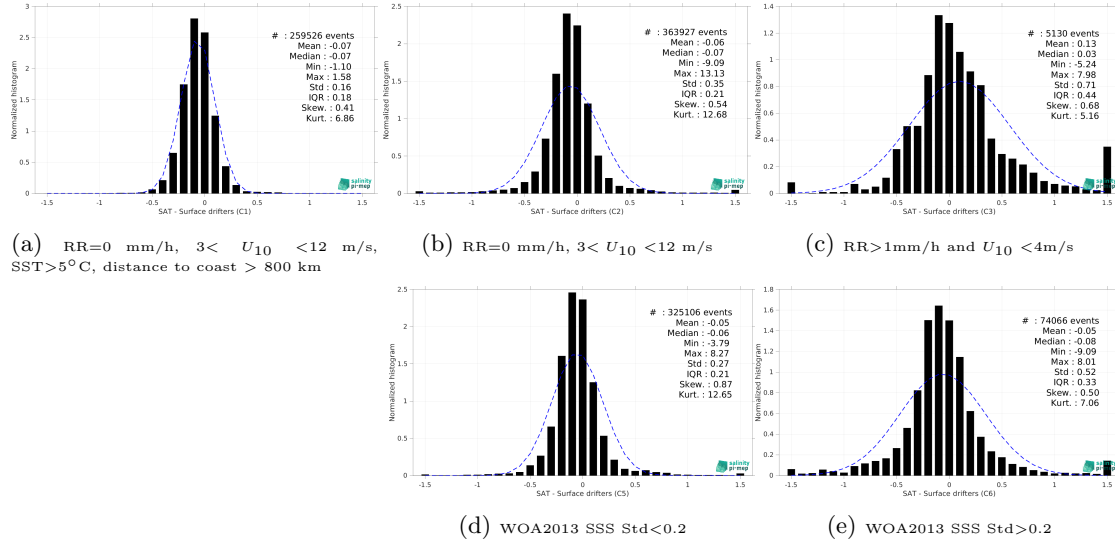 3
2.5
2
1.5
1
0.5
0
Normalized histogram
# : 259526 events
Mean : -0.07
Median : -0.07
Min : -1.10
Max : 1.58
Std : 0.16
IQR : 0.18
Skew. : 0.41
Kurt. : 6.86
salinity
pi-mep
-1.5 -1 -0.5 0 0.5 1 1.5
SAT - Surface drifters (C1)
(a) RR=0 mm/h, 3< U10 <12 m/s,
SST>5°C, distance to coast > 800 km
2.5
2
1.5
1
0.5
0
Normalized histogram
# : 363927 events
Mean : -0.06
Median : -0.07
Min : -9.09
Max : 13.13
Std : 0.35
IQR : 0.21
Skew. : 0.54
Kurt. : 12.68
salinity
pi-mep
-1.5 -1 -0.5 0 0.5 1 1.5
SAT - Surface drifters (C2)
(b) RR=0 mm/h, 3< U10 <12 m/s
1.4
1.2
1
0.8
0.6
0.4
0.2
0
Normalized histogram
# : 5130 events
Mean : 0.13
Median : 0.03
Min : -5.24
Max : 7.98
Std : 0.71
IQR : 0.44
Skew. : 0.68
Kurt. : 5.16
salinity
pi-mep
-1.5 -1 -0.5 0 0.5 1 1.5
SAT - Surface drifters (C3)
(c) RR>1mm/h and U10 <4m/s
2.5
2
1.5
1
0.5
0
Normalized histogram
# : 325106 events
Mean : -0.05
Median : -0.06
Min : -3.79
Max : 8.27
Std : 0.27
IQR : 0.21
Skew. : 0.87
Kurt. : 12.65
salinity
pi-mep
-1.5 -1 -0.5 0 0.5 1 1.5
SAT - Surface drifters (C5)
(d) WOA2013 SSS Std<0.2
1.8
1.6
1.4
1.2
1
0.8
0.6
0.4
0.2
0
Normalized histogram
# : 74066 events
Mean : -0.05
Median : -0.08
Min : -9.09
Max : 8.01
Std : 0.52
IQR : 0.33
Skew. : 0.50
Kurt. : 7.06
salinity
pi-mep
-1.5 -1 -0.5 0 0.5 1 1.5
SAT - Surface drifters (C6)
(e) WOA2013 SSS Std>0.2